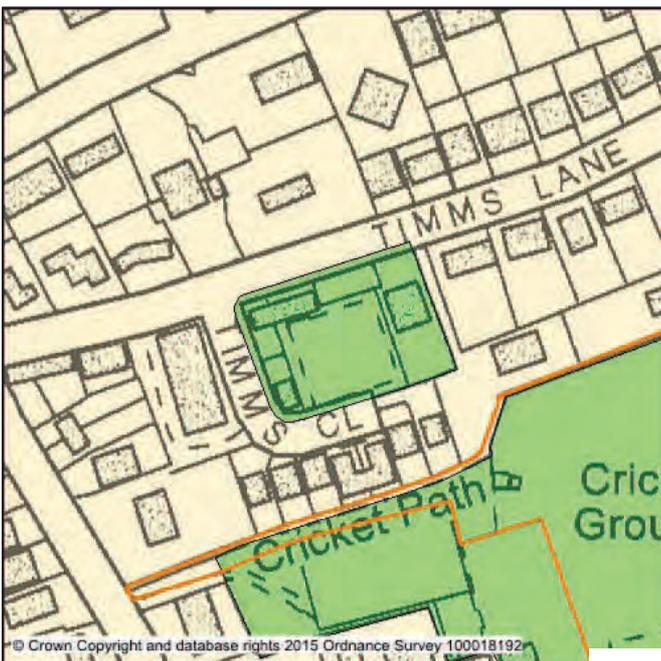 TIMMS LANE
TIMMS CL
Cricket Path
Cric
Grou
© Crown Copyright and database rights 2015 Ordnance Survey 100018192